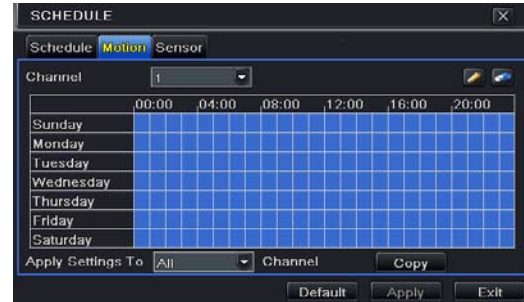 SCHEDULE
Schedule Motion Sensor
Channel 1
00:00 04:00 08:00 12:00 16:00 20:00
Sunday
Monday
Tuesday
Wednesday
Thursday
Friday
Saturday
Apply Settings To All Channel Copy
Default Apply Exit